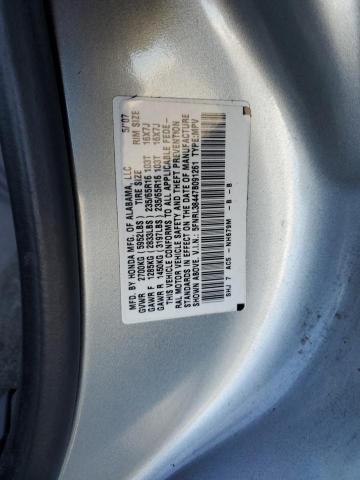 MFD. BY HONDA MFG. OF ALABAMA, LLC 5/07
TIRE SIZE RIM SIZE
GVWR 2700KG (5952LBS)
GAWR F 1285KG (2833LBS) 235/65R16 103T 16X7J
GAWR R 1450KG (3197LBS) 235/65R16 103T 16X7J
THIS VEHICLE CONFORMS TO ALL APPLICABLE FEDE-
RAL MOTOR VEHICLE SAFETY AND THEFT PREVENTION
STANDARDS IN EFFECT ON THE DATE OF MANUFACTURE
SHOWN ABOVE. V.I.N.: 5FNRL38447B091261 TYPE:MPV
SHJ AC5 - NH679M - B - B